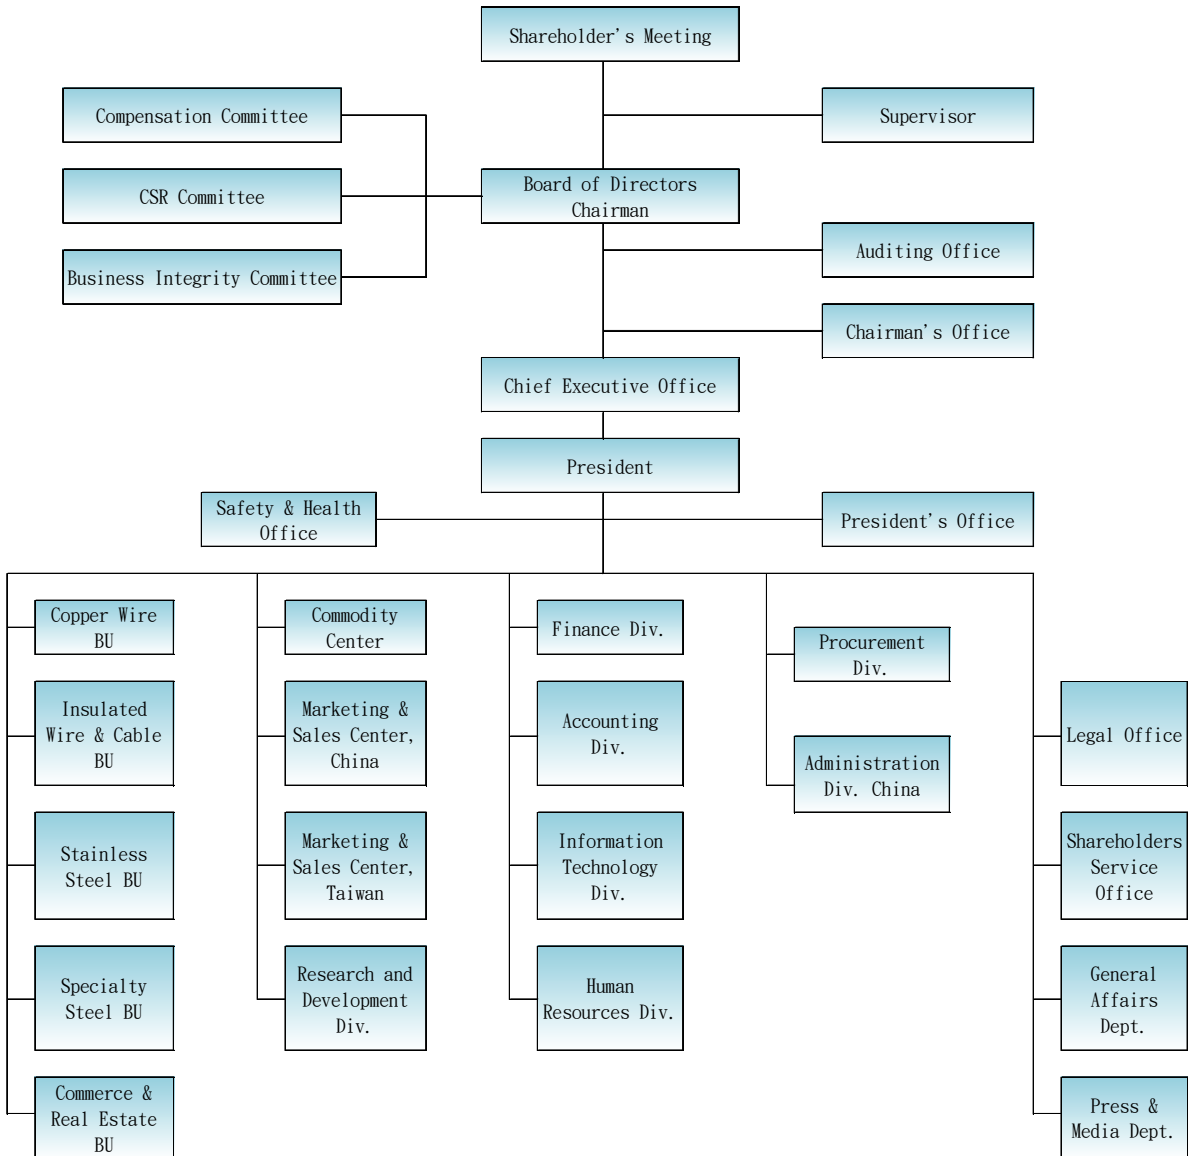 Shareholder's Meeting
Compensation Committee
Supervisor
CSR Committee
Board of Directors
Chairman
Business Integrity Committee
Auditing Office
Chairman's Office
Chief Executive Office
President
Safety & Health
Office
President's Office
Copper Wire
BU
Insulated
Wire & Cable
BU
Stainless
Steel BU
Specialty
Steel BU
Commerce &
Real Estate
BU
Commodity
Center
Marketing &
Sales Center,
China
Marketing &
Sales Center,
Taiwan
Research and
Development
Div.
Finance Div.
Accounting
Div.
Information
Technology
Div.
Human
Resources Div.
Procurement
Div.
Administration
Div. China
Legal Office
Shareholders
Service
Office
General
Affairs
Dept.
Press &
Media Dept.